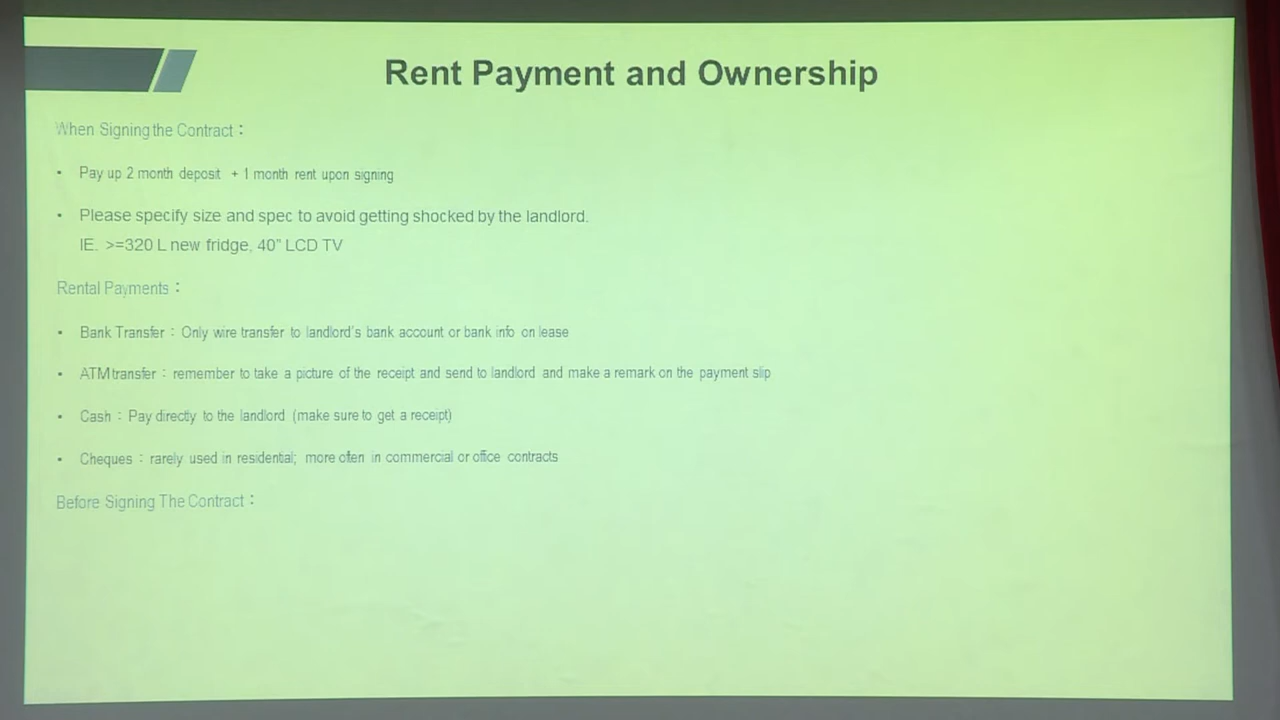 Rent Payment and Ownership
When Signing the Contract：
• Pay up 2 month deposit + 1 month rent upon signing
• Please specify size and spec to avoid getting shocked by the landlord.
IE. >=320 L new fridge, 40" LCD TV
Rental Payments：
• Bank Transfer：Only wire transfer to landlord's bank account or bank info on lease
• ATM transfer：remember to take a picture of the receipt and send to landlord and make a remark on the payment slip
• Cash：Pay directly to the landlord (make sure to get a receipt)
• Cheques：rarely used in residential; more often in commercial or office contracts
Before Signing The Contract：